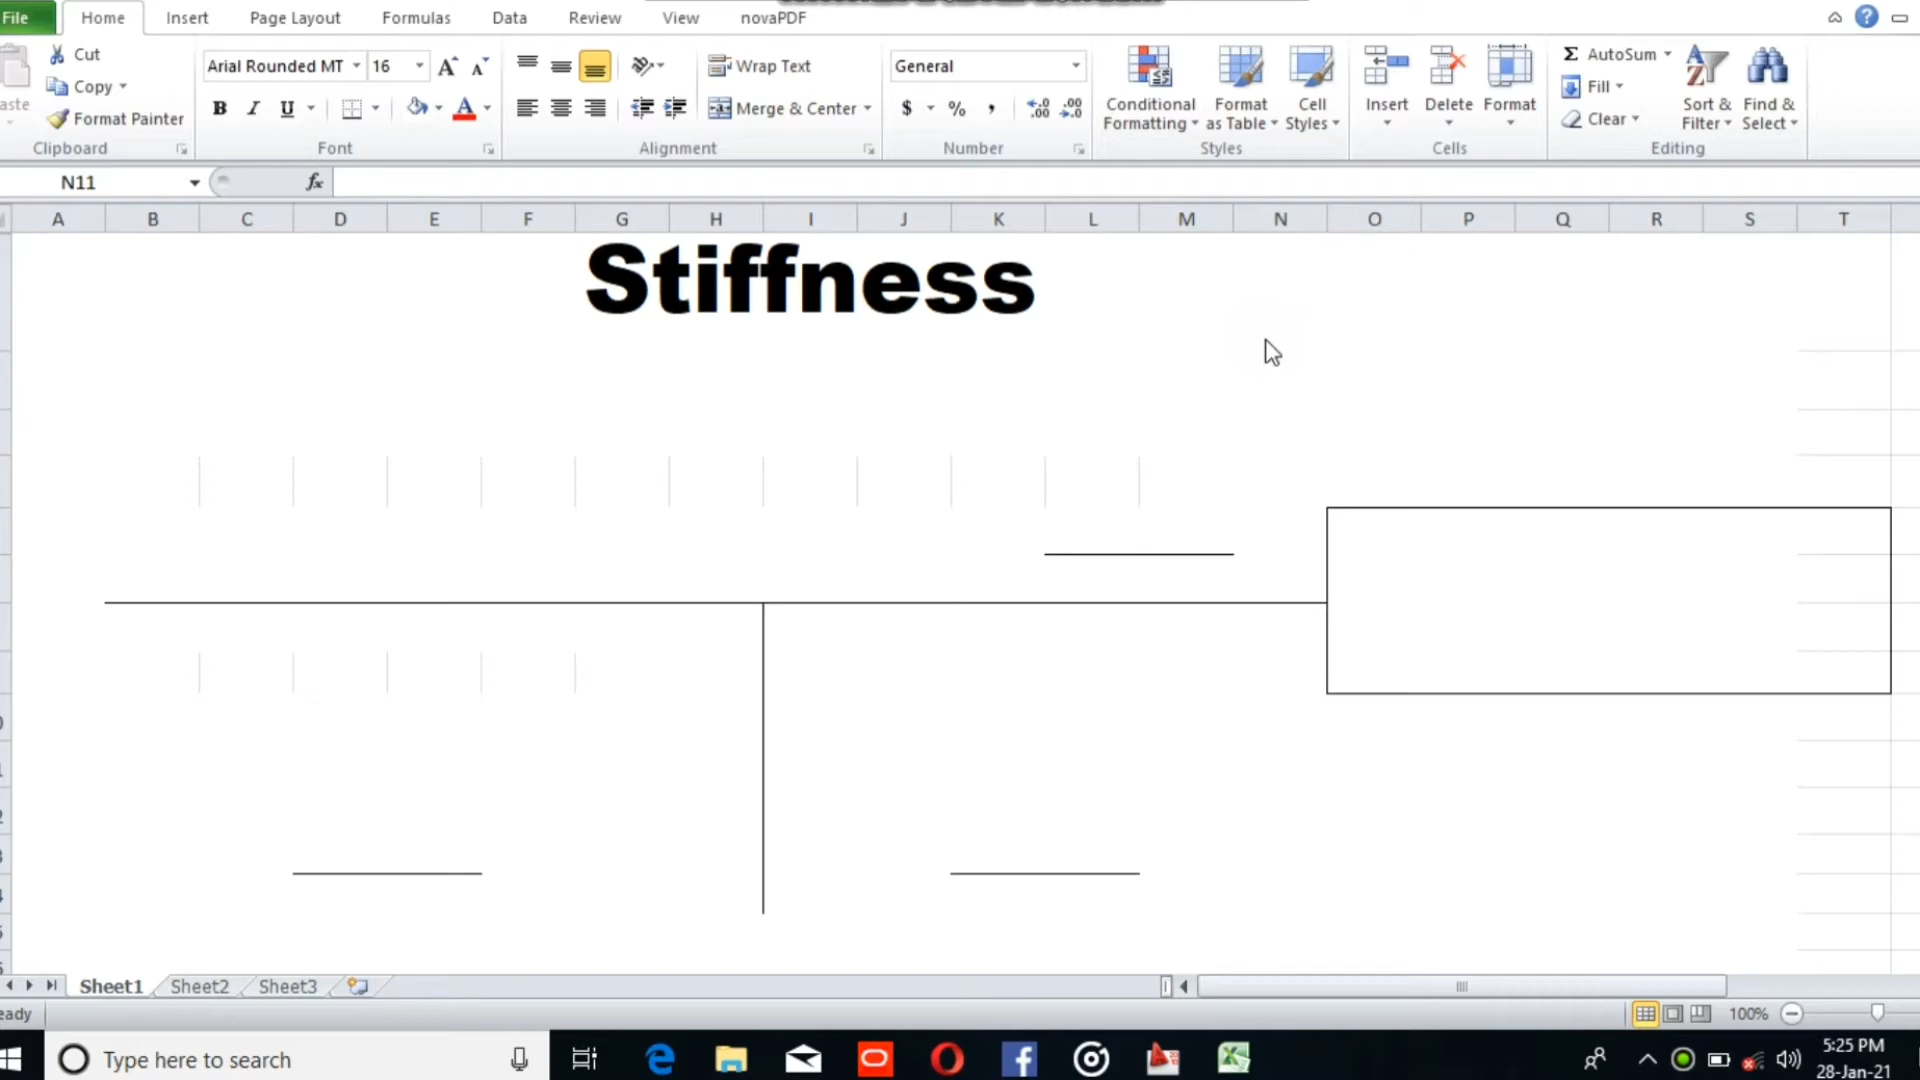 File Home Insert Page Layout Formulas Data Review View novaPDF
Cut
Copy
Format Painter
Clipboard
Arial Rounded MT 16
B I U
Font
Wrap Text
Merge & Center
Alignment
General
$ % ,
Number
Conditional Formatting
Format as Table
Cell Styles
Styles
Insert Delete Format
Cells
Σ AutoSum
Fill
Clear
Sort & Filter
Find & Select
Editing
N11 fx
A B C D E F G H I J K L M N O P Q R S T
Stiffness
Sheet1 Sheet2 Sheet3
100%
Type here to search
5:25 PM
28-Jan-21